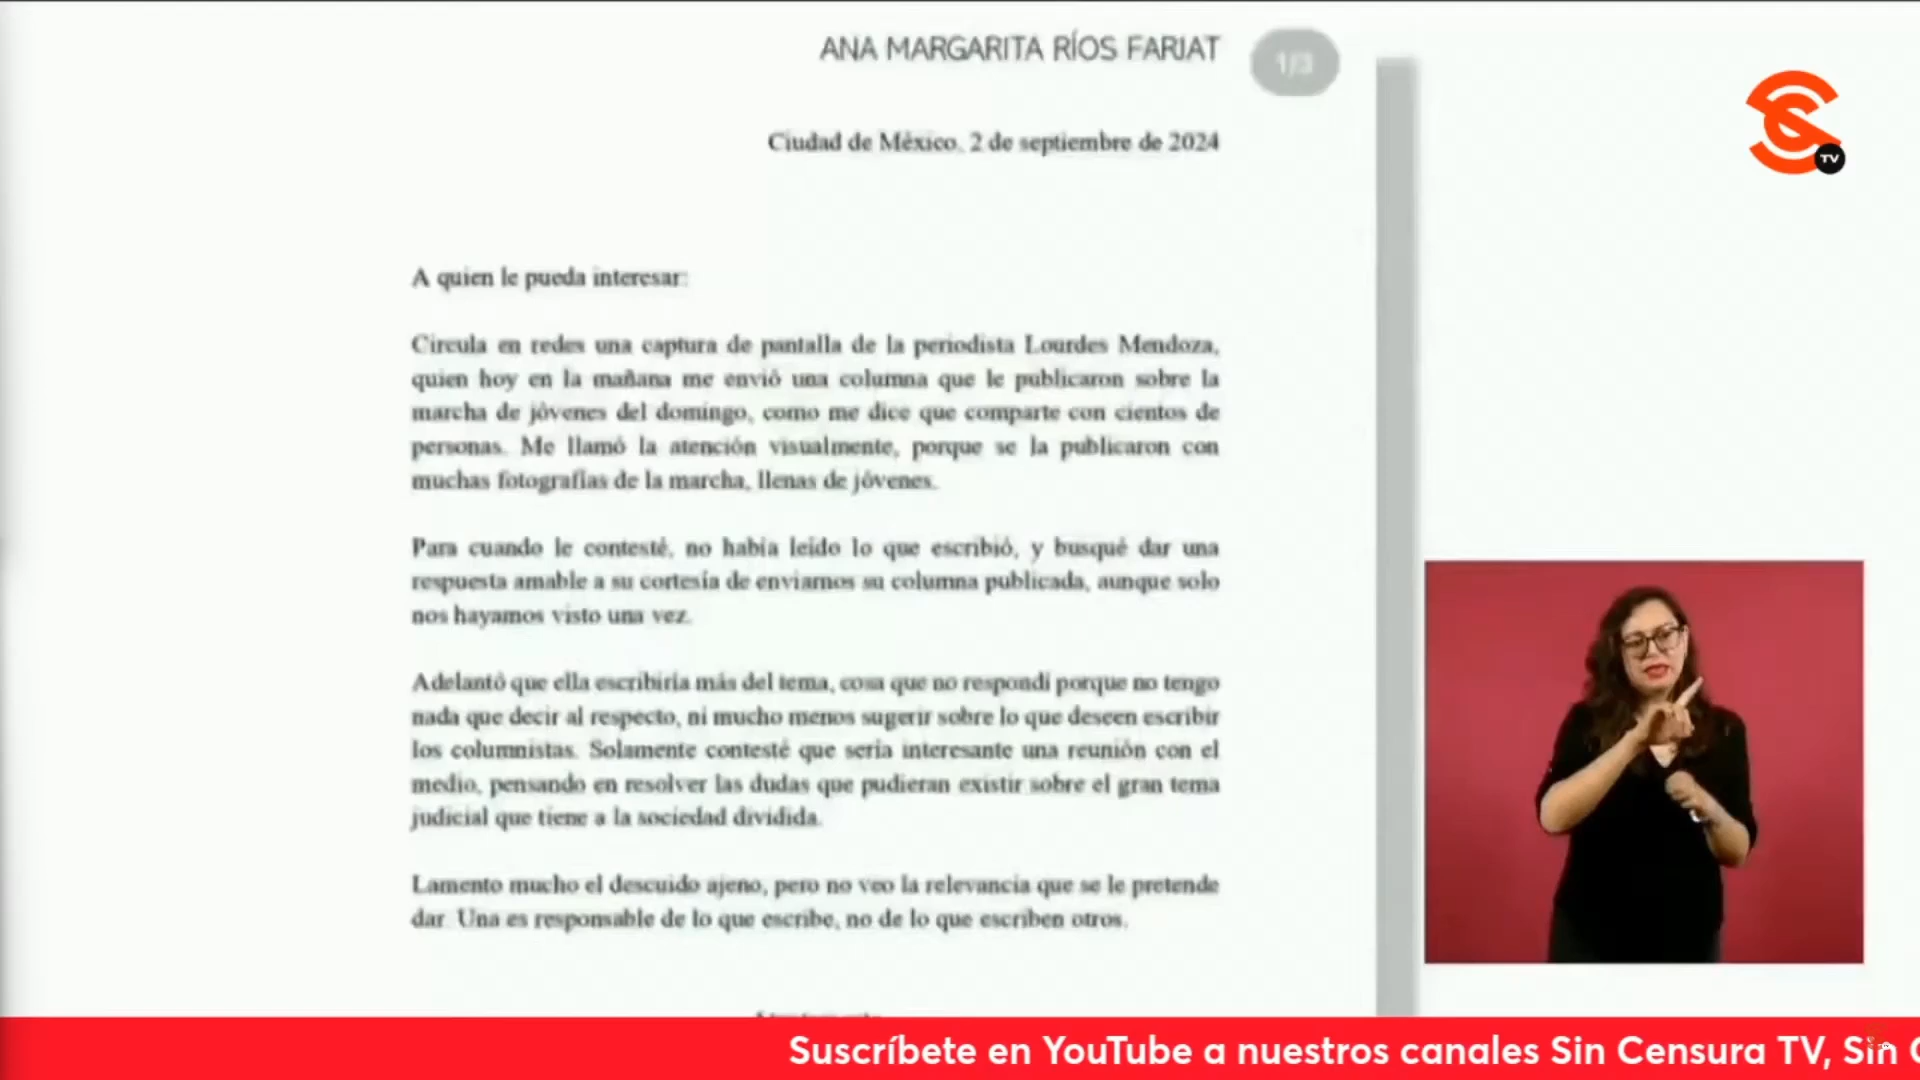 ANA MARGARITA RÍOS FARJAT
1/3
Ciudad de México, 2 de septiembre de 2024
TV
A quien le pueda interesar:
Circula en redes una captura de pantalla de la periodista Lourdes Mendoza,
quien hoy en la mañana me envió una columna que le publicaron sobre la
marcha de jóvenes del domingo, como me dice que comparte con cientos de
personas. Me llamó la atención visualmente, porque se la publicaron con
muchas fotografías de la marcha, llenas de jóvenes.
Para cuando le contesté, no había leído lo que escribió, y busqué dar una
respuesta amable a su cortesía de enviarnos su columna publicada, aunque solo
nos hayamos visto una vez.
Adelantó que ella escribiría más del tema, cosa que no respondí porque no tengo
nada que decir al respecto, ni mucho menos sugerir sobre lo que deseen escribir
los columnistas. Solamente contesté que sería interesante una reunión con el
medio, pensando en resolver las dudas que pudieran existir sobre el gran tema
judicial que tiene a la sociedad dividida.
Lamento mucho el descuido ajeno, pero no veo la relevancia que se le pretende
dar. Una es responsable de lo que escribe, no de lo que escriben otros.
Suscríbete en YouTube a nuestros canales Sin Censura TV, Sin